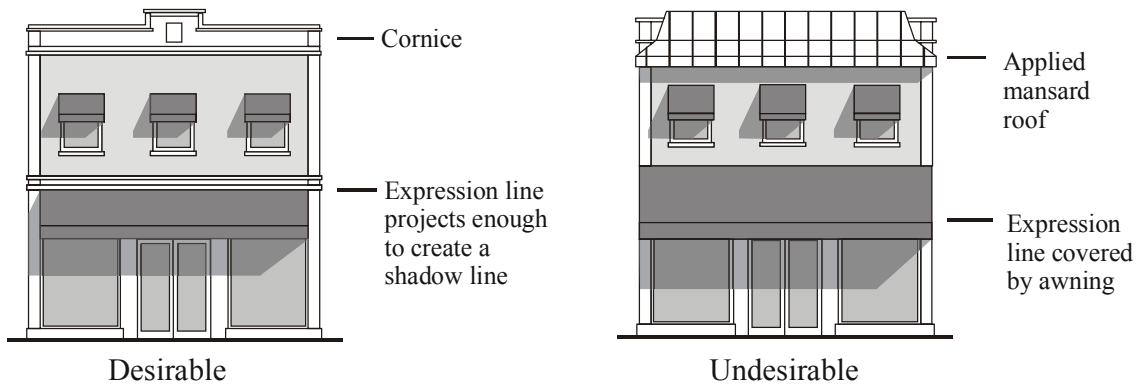 Cornice
Expression line
projects enough
to create a
shadow line
Desirable
Applied
mansard
roof
Expression
line covered
by awning
Undesirable